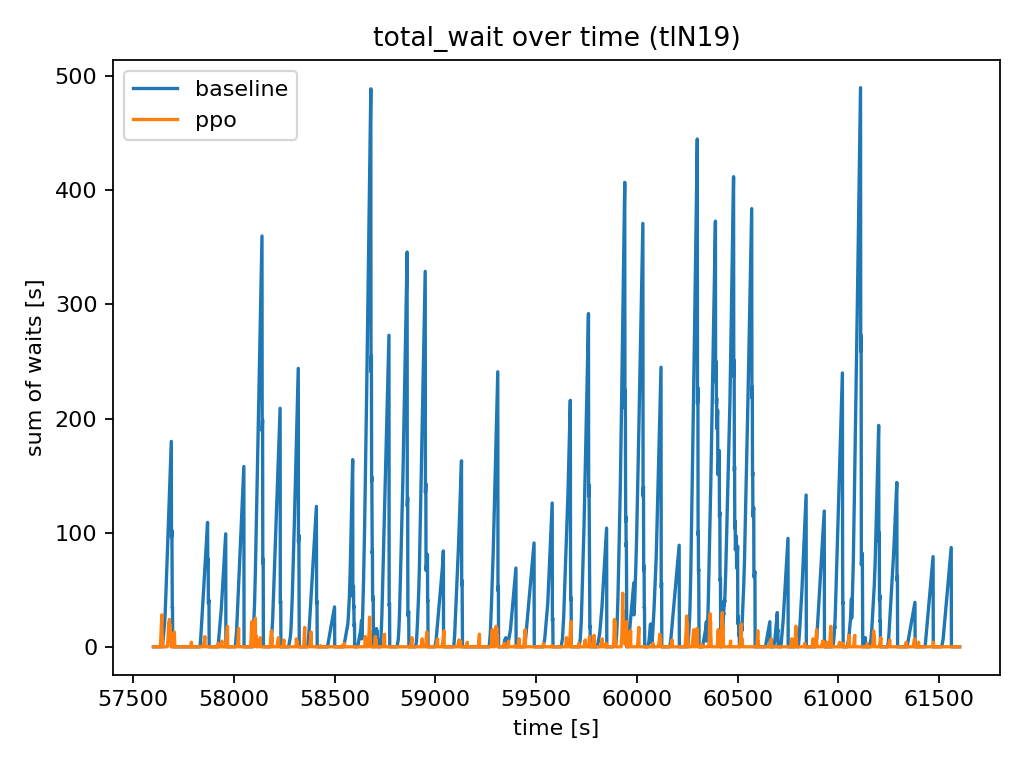 total_wait over time (tlN19)
baseline
ppo
sum of waits [s]
500
400
300
200
100
0
57500 58000 58500 59000 59500 60000 60500 61000 61500
time [s]